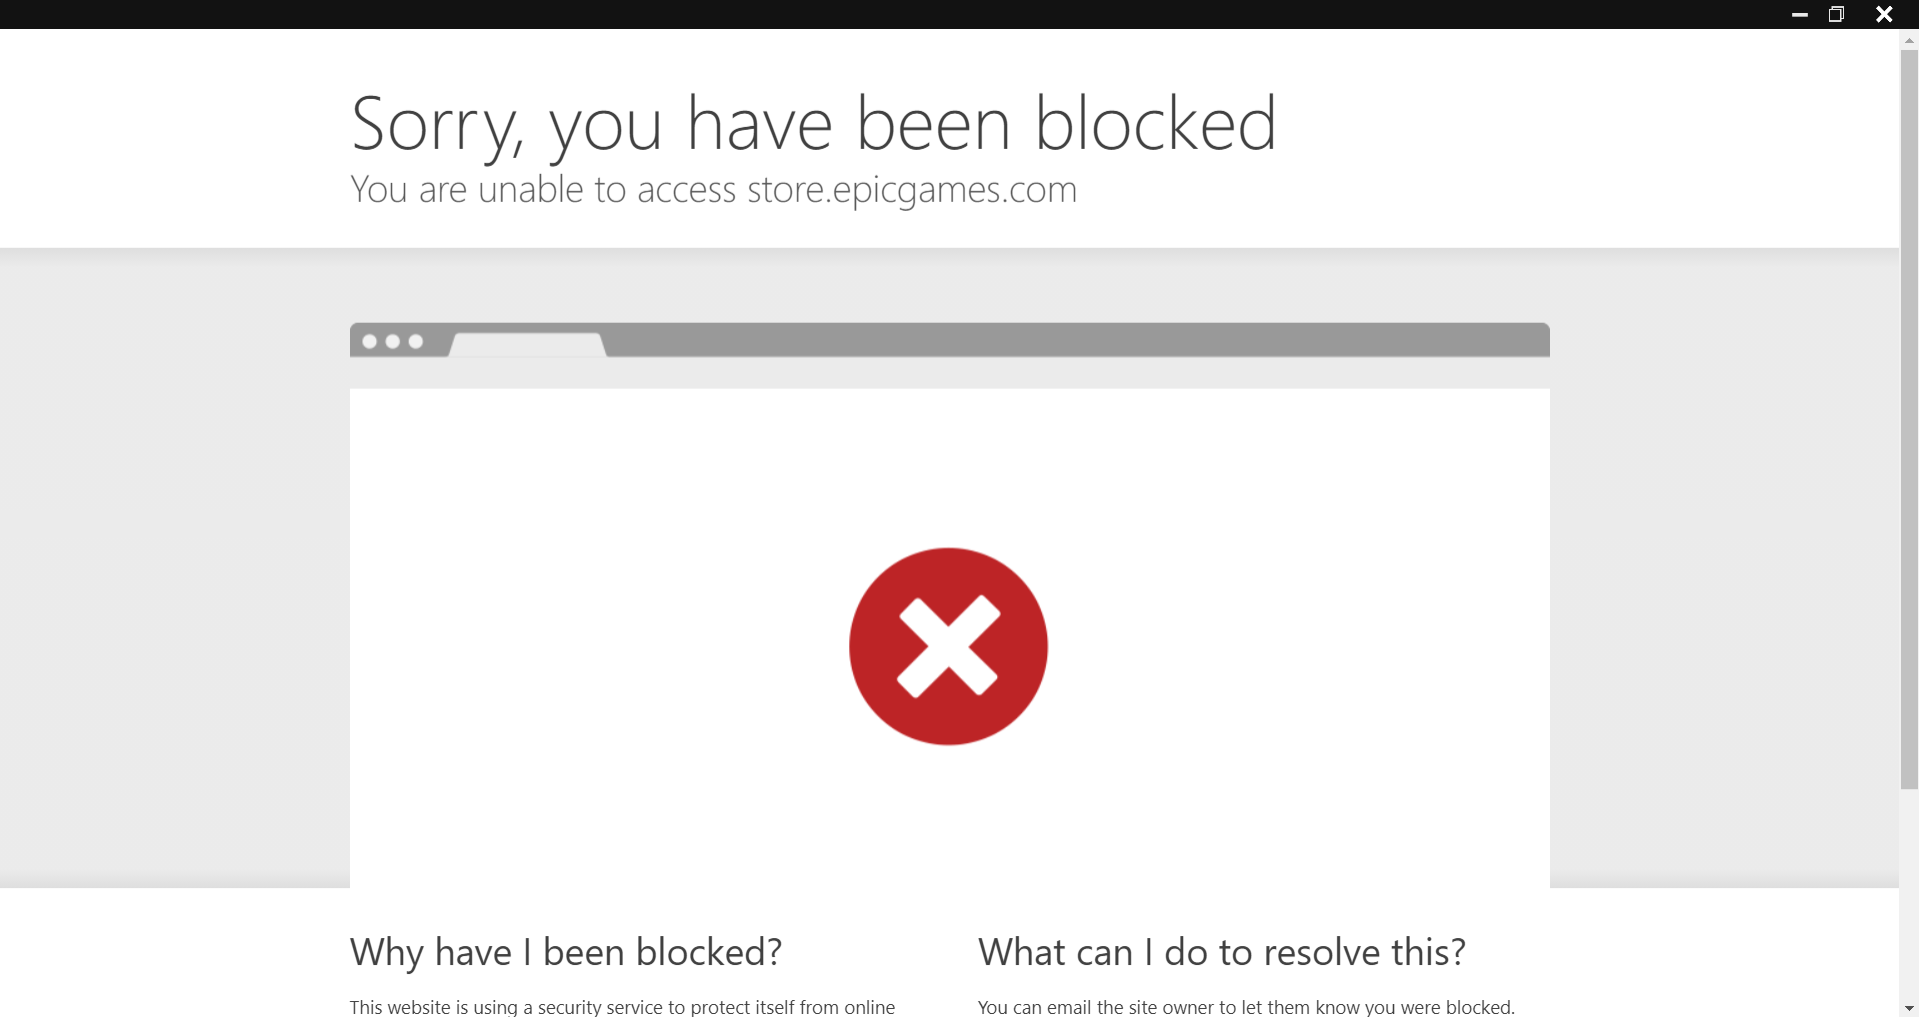 Sorry, you have been blocked
You are unable to access store.epicgames.com
Why have I been blocked?
This website is using a security service to protect itself from online
What can I do to resolve this?
You can email the site owner to let them know you were blocked.